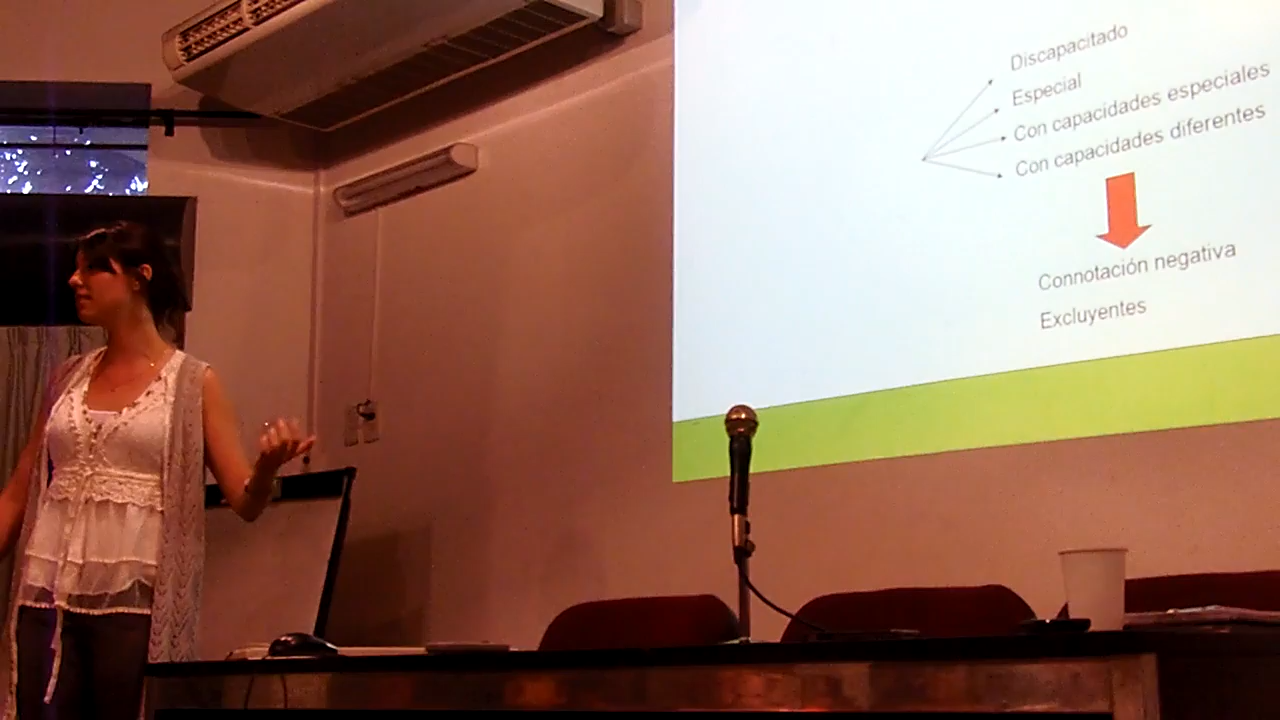 Discapacitado
Especial
Con capacidades especiales
Con capacidades diferentes
Connotación negativa
Excluyentes